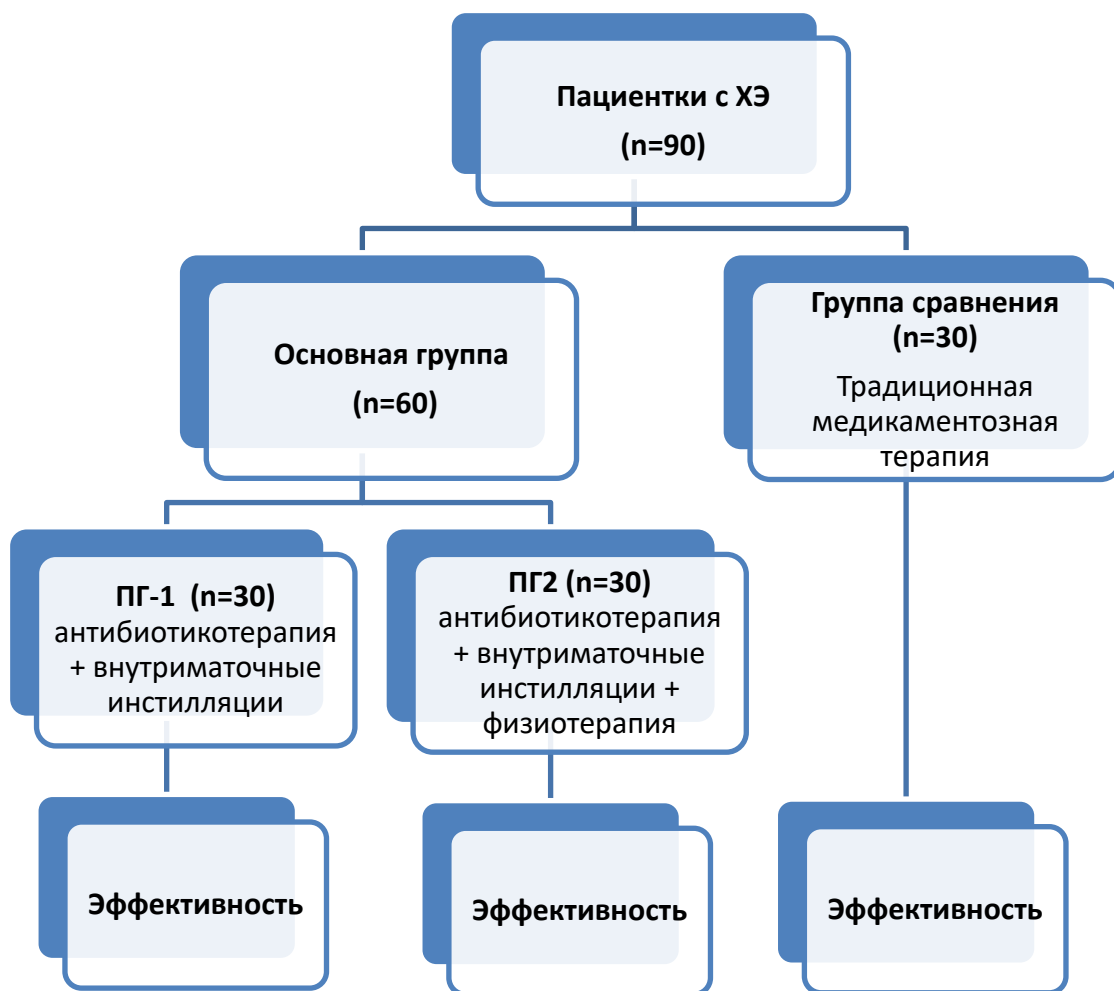 Пациентки с ХЭ
(n=90)
Основная группа
(n=60)
Группа сравнения
(n=30)
Традиционная
медикаментозная
терапия
ПГ-1 (n=30)
антибиотикотерапия
+ внутриматочные
инстилляции
ПГ2 (n=30)
антибиотикотерапия
+ внутриматочные
инстилляции +
физиотерапия
Эффективность
Эффективность
Эффективность